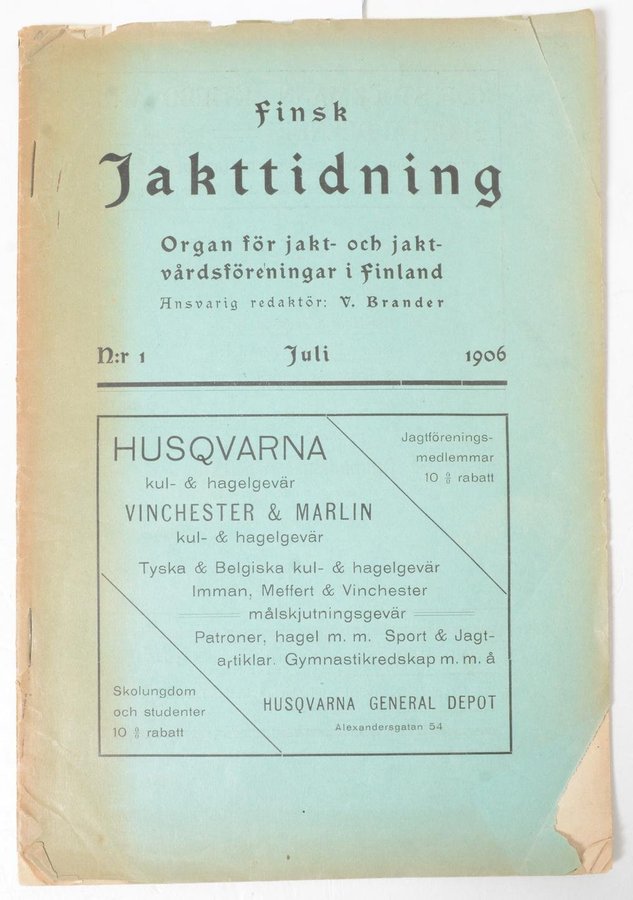 Finsk
Jakttidning
Organ för jakt- och jakt-
vårdsföreningar i Finland
Ansvarig redaktör: V. Brander
N:r 1 Juli 1906
HUSQVARNA
kul- & hagelgevär
Jagtförenings-
medlemmar
10 % rabatt
VINCHESTER & MARLIN
kul- & hagelgevär
Tyska & Belgiska kul- & hagelgevär
Imman, Meffert & Vinchester
målskjutningsgevär
Patroner, hagel m. m. Sport & Jagt-
artiklar. Gymnastikredskap m. m. å
Skolungdom
och studenter
10 % rabatt
HUSQVARNA GENERAL DEPOT
Alexandersgatan 54